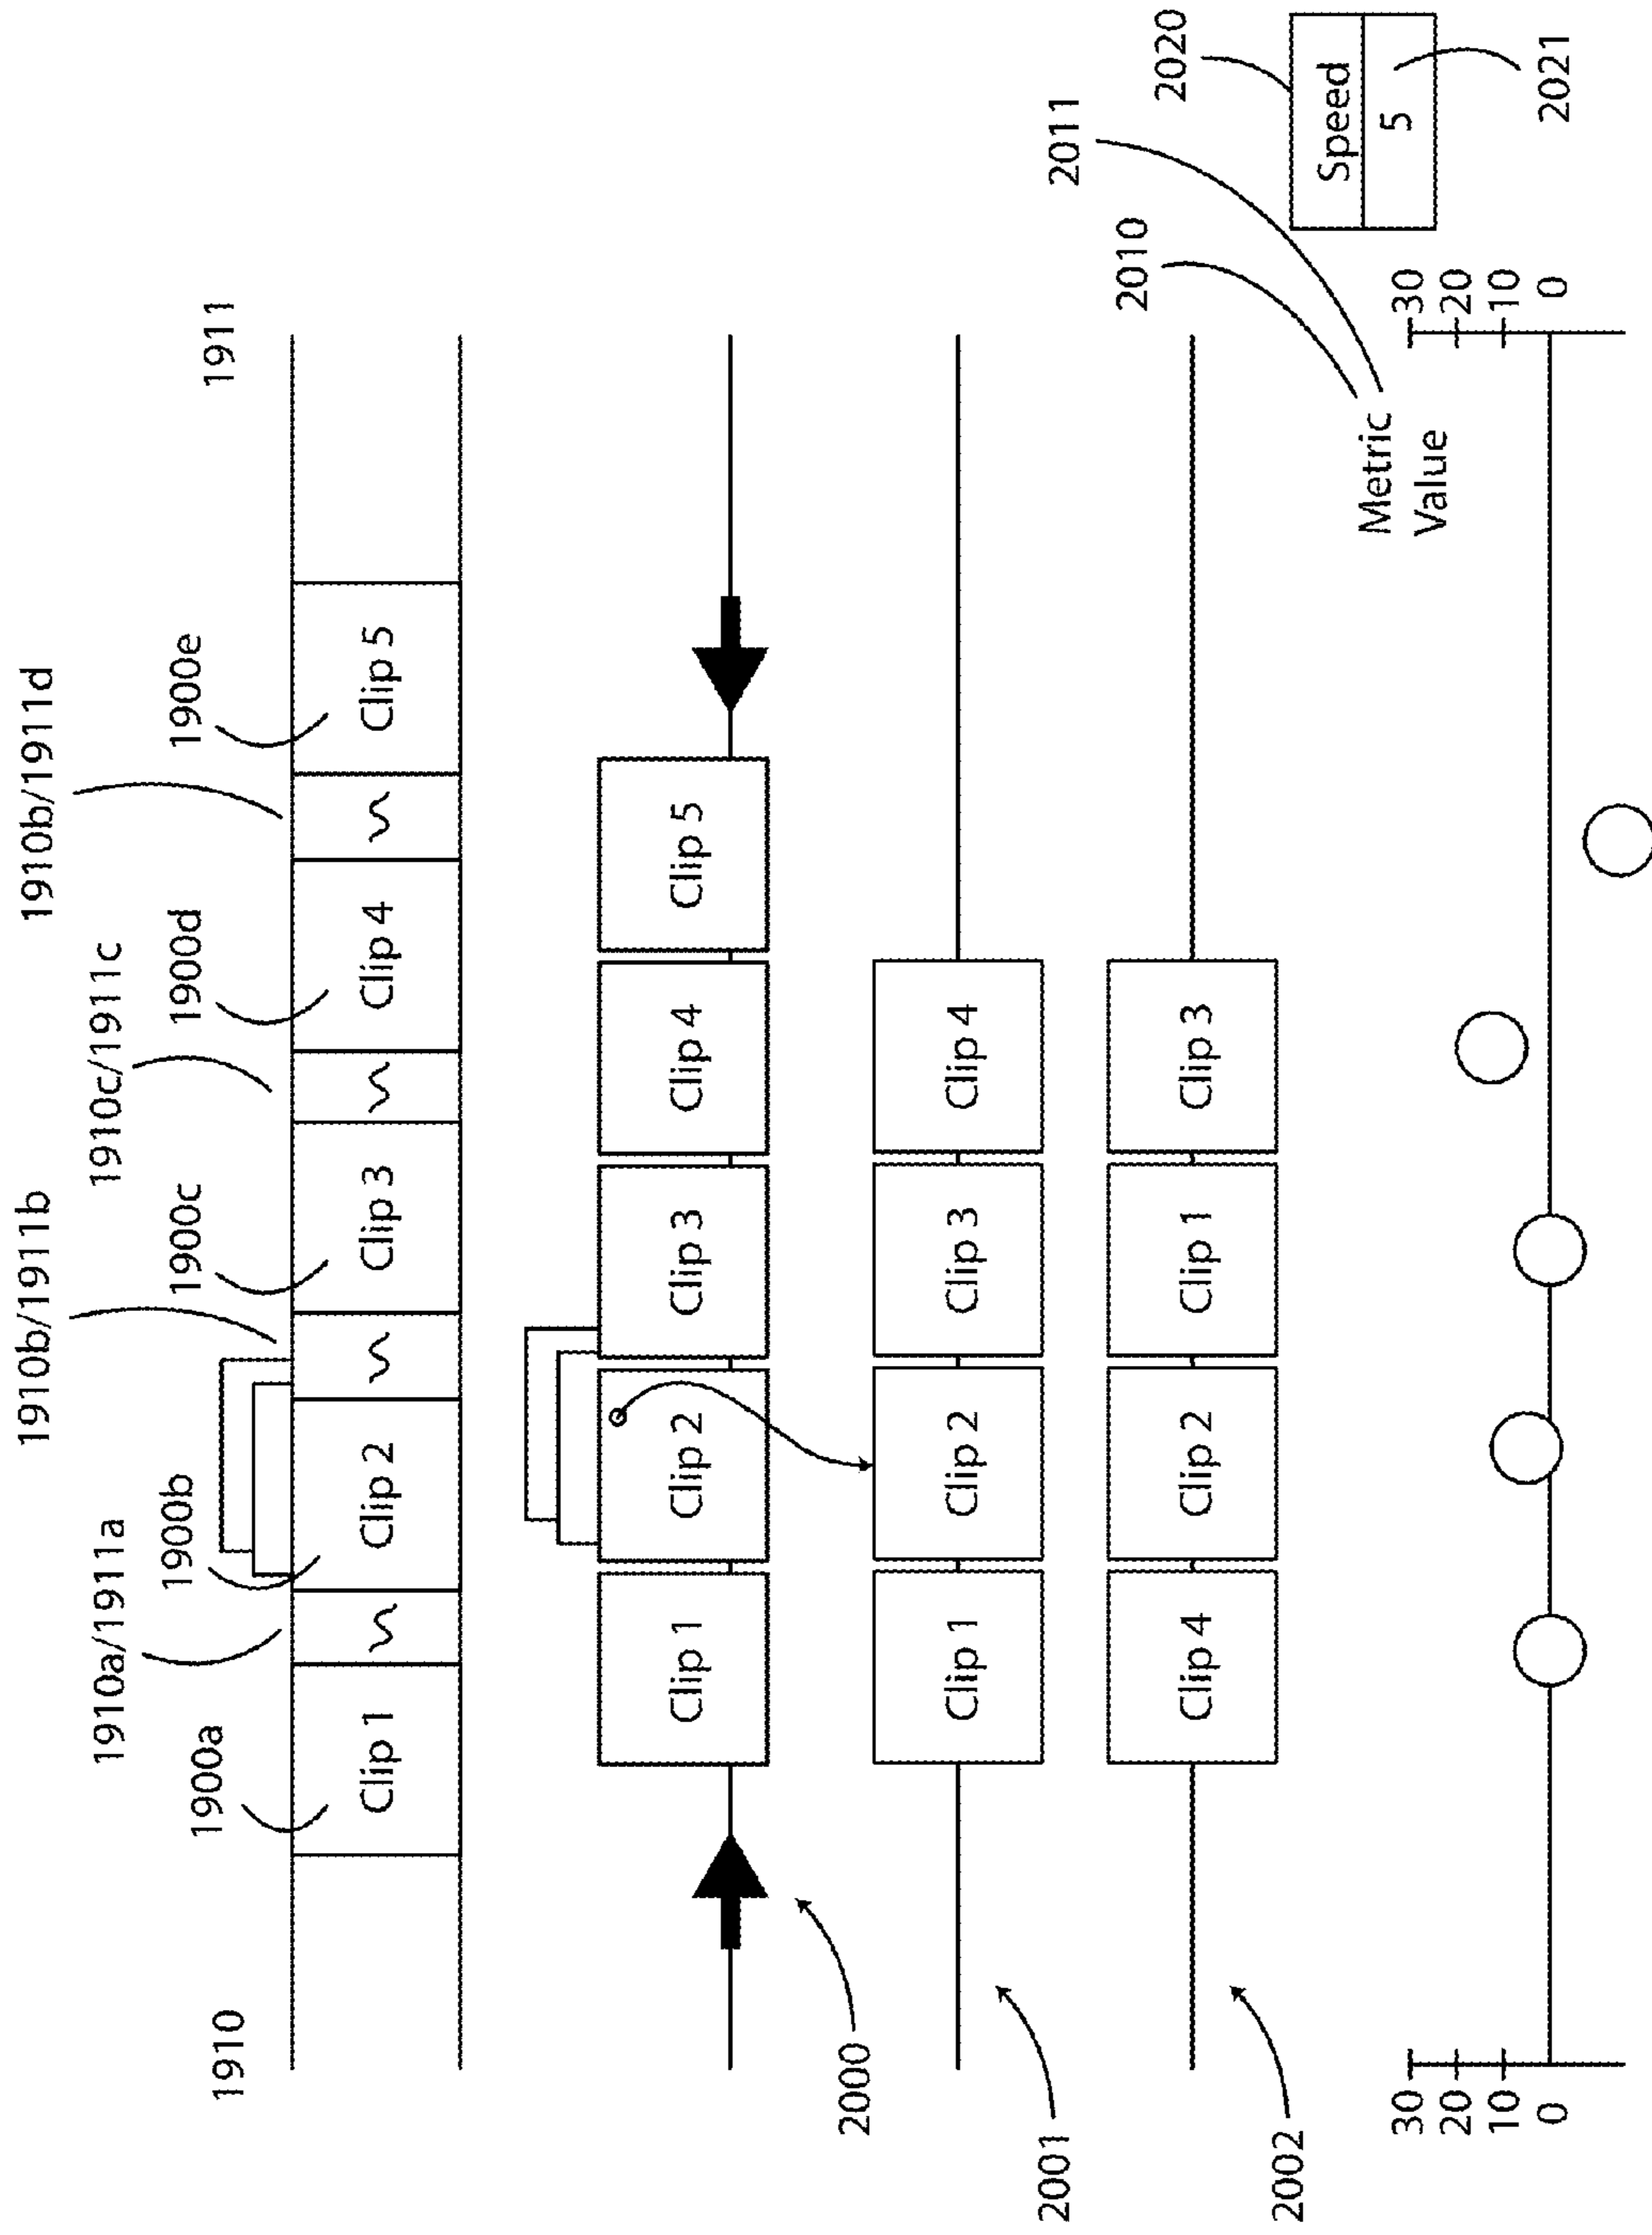 1910b/1911b
1910b/1911d
1910a/1911a
1910c/1911c
1910
1900a
1900b
1900c
1900d
1900e
1911
Clip 1
Clip 2
Clip 3
Clip 4
Clip 5
Clip 1
Clip 2
Clip 3
Clip 4
Clip 5
2000
Clip 1
Clip 2
Clip 3
Clip 4
2001
Clip 4
Clip 2
Clip 1
Clip 3
2002
2010
2011
2020
Metric
Value
Speed
5
2021
30
20
10
0
30
20
10
0